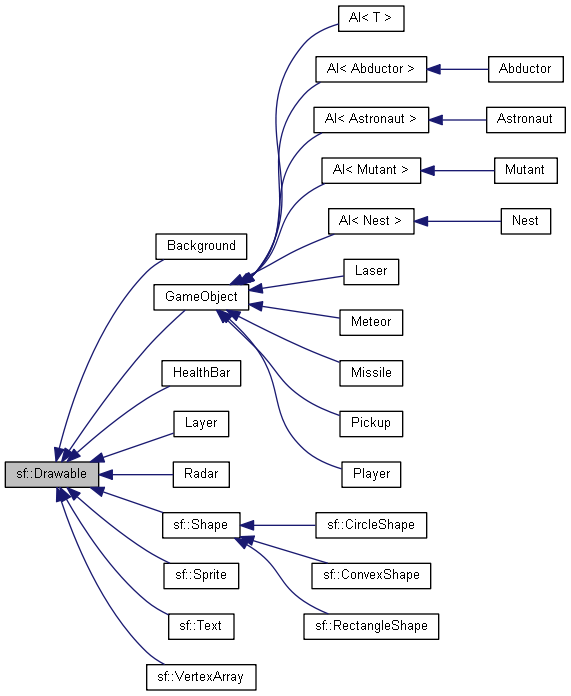 AI< T >
AI< Abductor >
Abductor
AI< Astronaut >
Astronaut
AI< Mutant >
Mutant
AI< Nest >
Nest
Background
Laser
GameObject
Meteor
HealthBar
Missile
Layer
Pickup
sf::Drawable
Radar
Player
sf::Shape
sf::CircleShape
sf::Sprite
sf::ConvexShape
sf::Text
sf::RectangleShape
sf::VertexArray